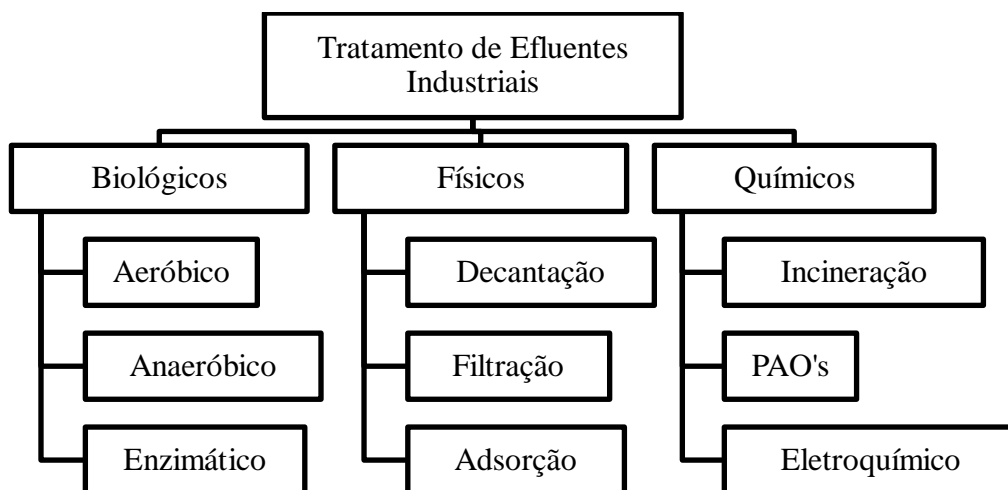 Tratamento de Efluentes
Industriais
Biológicos
Físicos
Químicos
Aeróbico
Decantação
Incineração
Anaeróbico
Filtração
PAO's
Enzimático
Adsorção
Eletroquímico